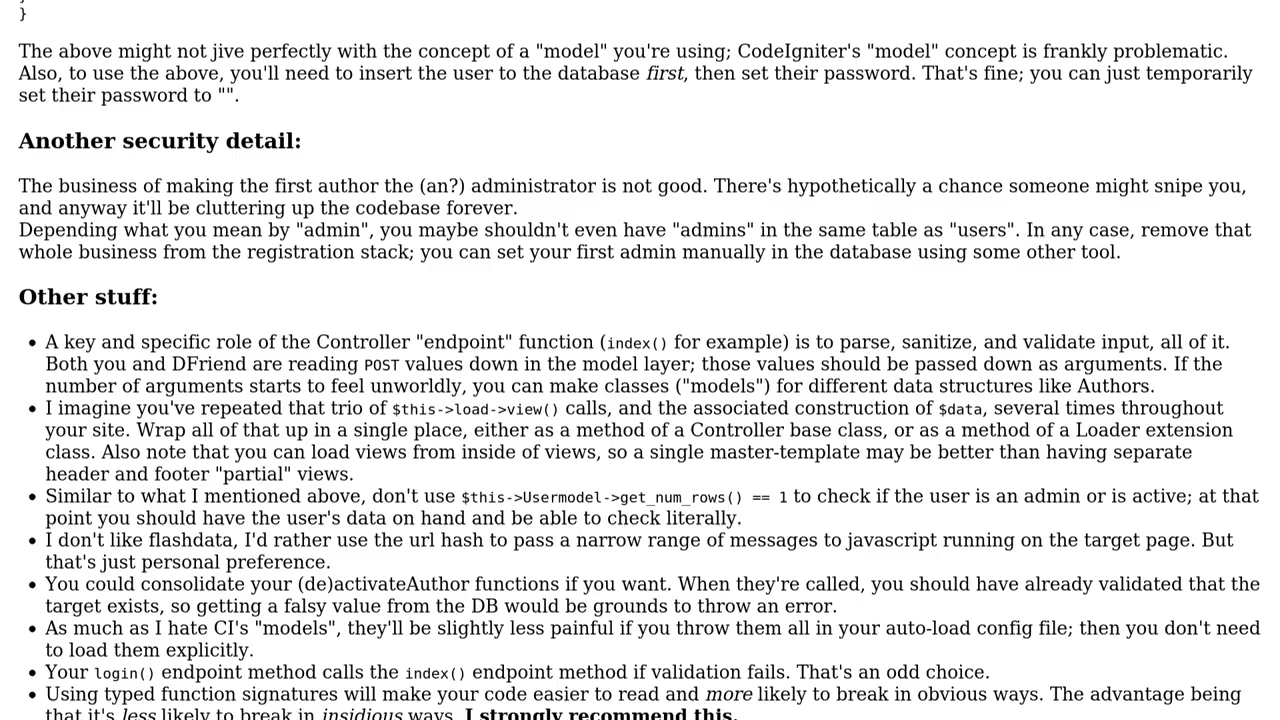 }
The above might not jive perfectly with the concept of a "model" you're using; CodeIgniter's "model" concept is frankly problematic.
Also, to use the above, you'll need to insert the user to the database first, then set their password. That's fine; you can just temporarily
set their password to "".
Another security detail:
The business of making the first author the (an?) administrator is not good. There's hypothetically a chance someone might snipe you,
and anyway it'll be cluttering up the codebase forever.
Depending what you mean by "admin", you maybe shouldn't even have "admins" in the same table as "users". In any case, remove that
whole business from the registration stack; you can set your first admin manually in the database using some other tool.
Other stuff:
• A key and specific role of the Controller "endpoint" function (index() for example) is to parse, sanitize, and validate input, all of it.
Both you and DFriend are reading POST values down in the model layer; those values should be passed down as arguments. If the
number of arguments starts to feel unworldly, you can make classes ("models") for different data structures like Authors.
• I imagine you've repeated that trio of $this->load->view() calls, and the associated construction of $data, several times throughout
your site. Wrap all of that up in a single place, either as a method of a Controller base class, or as a method of a Loader extension
class. Also note that you can load views from inside of views, so a single master-template may be better than having separate
header and footer "partial" views.
• Similar to what I mentioned above, don't use $this->Usermodel->get_num_rows() == 1 to check if the user is an admin or is active; at that
point you should have the user's data on hand and be able to check literally.
• I don't like flashdata, I'd rather use the url hash to pass a narrow range of messages to javascript running on the target page. But
that's just personal preference.
• You could consolidate your (de)activateAuthor functions if you want. When they're called, you should have already validated that the
target exists, so getting a falsy value from the DB would be grounds to throw an error.
• As much as I hate CI's "models", they'll be slightly less painful if you throw them all in your auto-load config file; then you don't need
to load them explicitly.
• Your login() endpoint method calls the index() endpoint method if validation fails. That's an odd choice.
• Using typed function signatures will make your code easier to read and more likely to break in obvious ways. The advantage being
that it's less likely to break in insidious ways. I strongly recommend this.